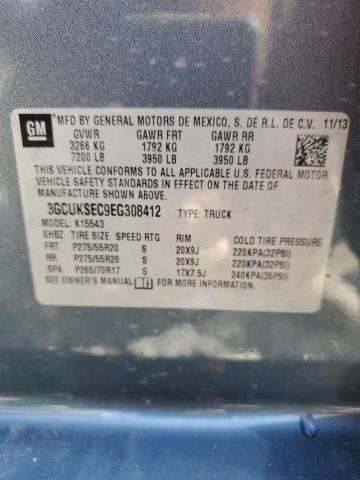 GM
MFD BY GENERAL MOTORS DE MEXICO, S. DE R.L. DE C.V. 11/13
GVWR GAWR FRT GAWR RR
3266 KG 1792 KG 1792 KG
7200 LB 3950 LB 3950 LB
THIS VEHICLE CONFORMS TO ALL APPLICABLE U.S. FEDERAL MOTOR
VEHICLE SAFETY STANDARDS IN EFFECT ON THE DATE OF
MANUFACTURE SHOWN ABOVE.
3GCUKSEC9EG308412 TYPE: TRUCK
MODEL: K15543
EHBZ TIRE SIZE SPEED RTG RIM COLD TIRE PRESSURE
FRT P275/55R20 S 20X9J 220KPA(32PSI)
RR P275/55R20 S 20X9J 220KPA(32PSI)
SPA P265/70R17 S 17X7.5J 240KPA(35PSI)
SEE OWNER'S MANUAL FOR MORE INFORMATION.